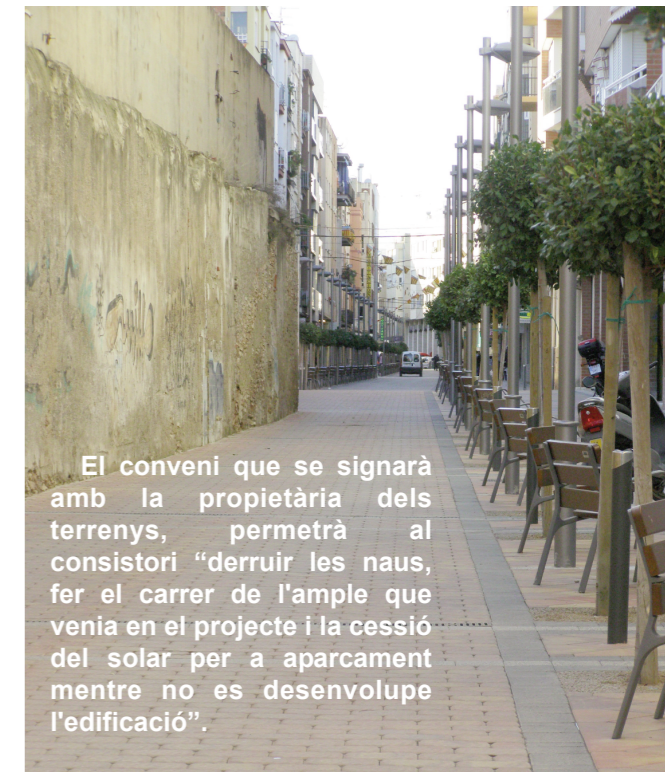 El conveni que se signarà
amb la propietària dels
terrenys, permetrà al
consistori “derruir les naus,
fer el carrer de l'ample que
venia en el projecte i la cessió
del solar per a aparcament
mentre no es desenvolupe
l'edificació”.